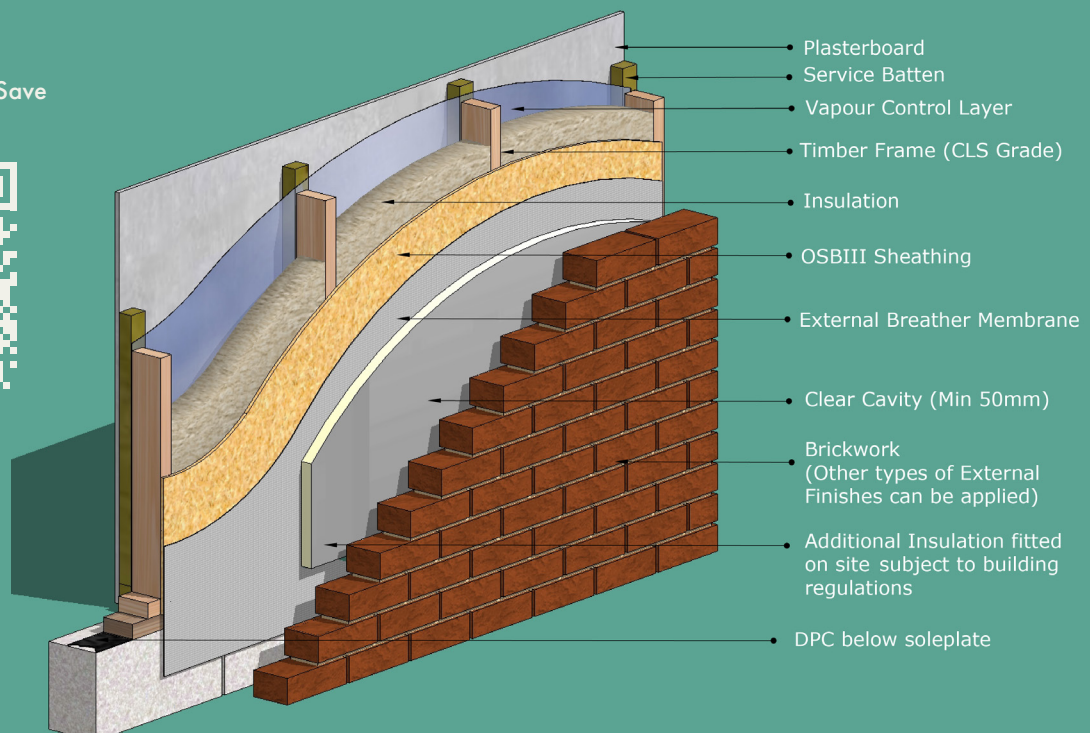 Save
Plasterboard
Service Batten
Vapour Control Layer
Timber Frame (CLS Grade)
Insulation
OSBIII Sheathing
External Breather Membrane
Clear Cavity (Min 50mm)
Brickwork
(Other types of External
Finishes can be applied)
Additional Insulation fitted
on site subject to building
regulations
DPC below soleplate